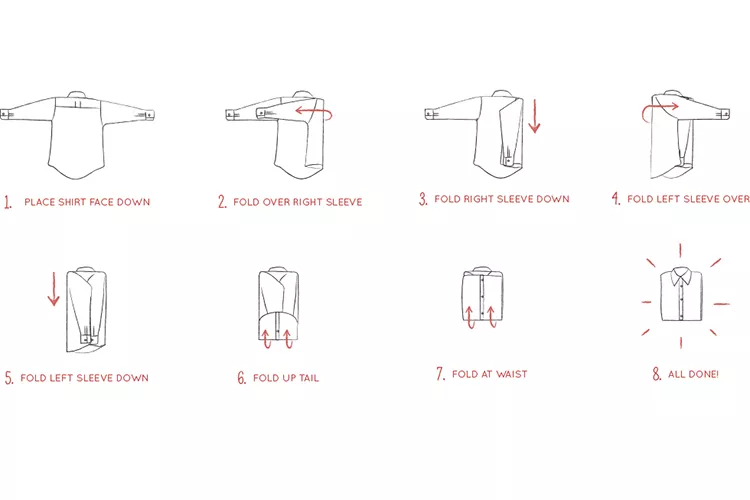 1. PLACE SHIRT FACE DOWN
2. FOLD OVER RIGHT SLEEVE
3. FOLD RIGHT SLEEVE DOWN
4. FOLD LEFT SLEEVE OVER
5. FOLD LEFT SLEEVE DOWN
6. FOLD UP TAIL
7. FOLD AT WAIST
8. ALL DONE!